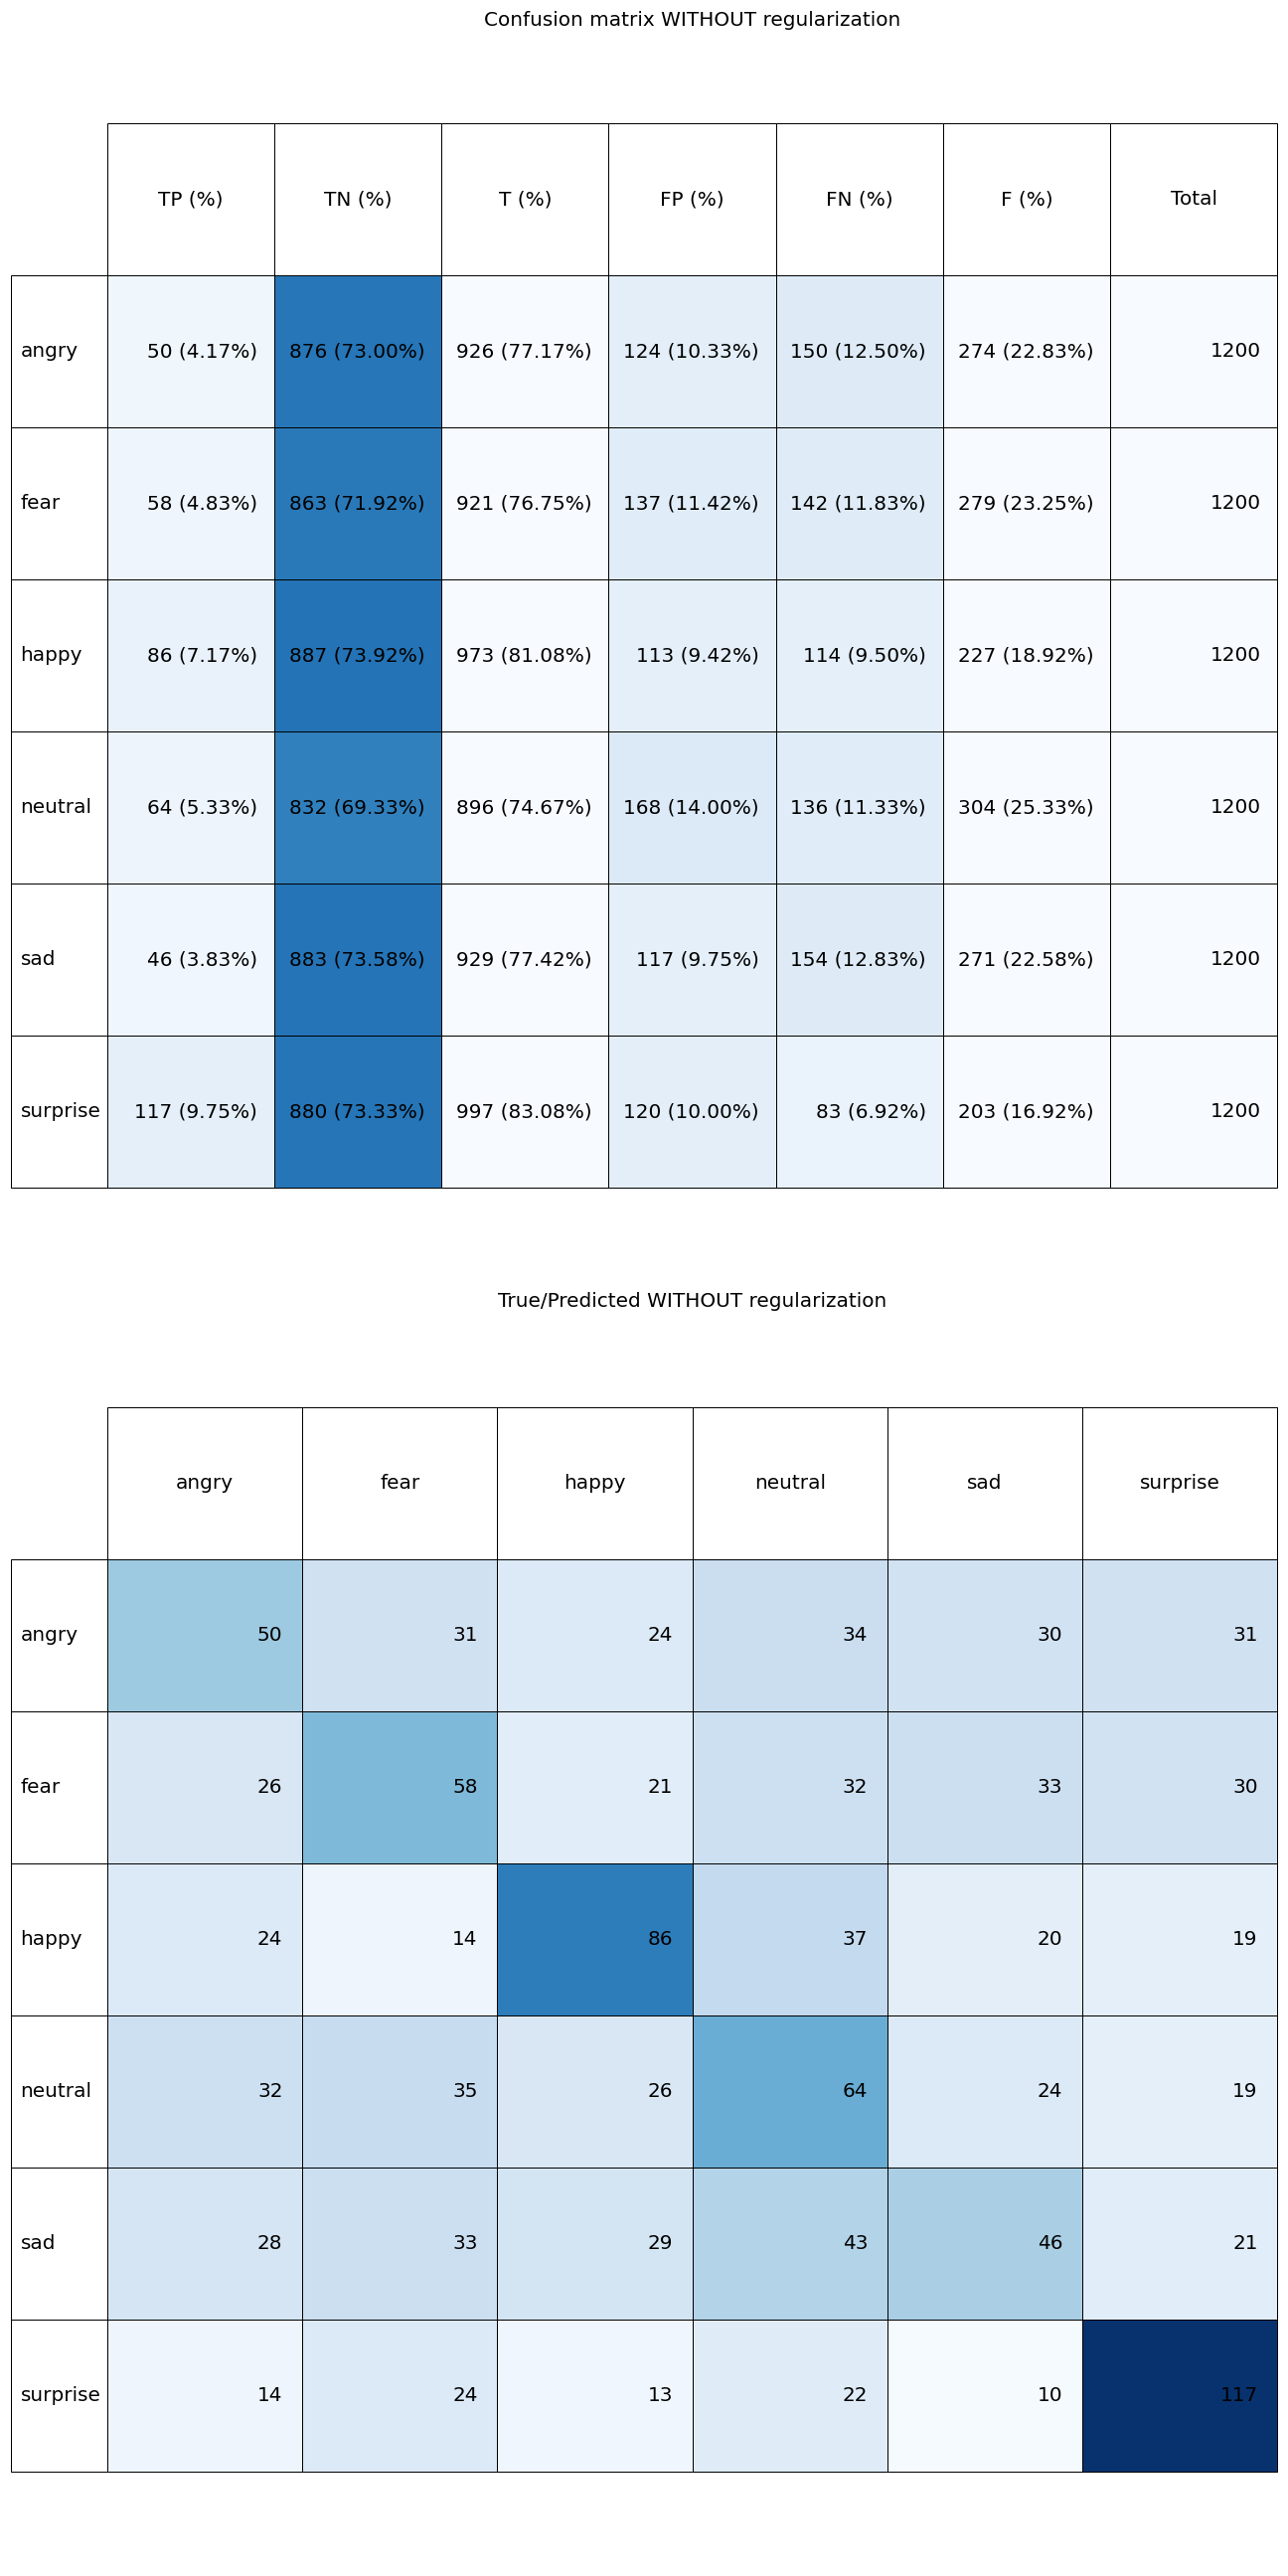 Confusion matrix WITHOUT regularization
TP (%) TN (%) T (%) FP (%) FN (%) F (%) Total
angry 50 (4.17%) 876 (73.00%) 926 (77.17%) 124 (10.33%) 150 (12.50%) 274 (22.83%) 1200
fear 58 (4.83%) 863 (71.92%) 921 (76.75%) 137 (11.42%) 142 (11.83%) 279 (23.25%) 1200
happy 86 (7.17%) 887 (73.92%) 973 (81.08%) 113 (9.42%) 114 (9.50%) 227 (18.92%) 1200
neutral 64 (5.33%) 832 (69.33%) 896 (74.67%) 168 (14.00%) 136 (11.33%) 304 (25.33%) 1200
sad 46 (3.83%) 883 (73.58%) 929 (77.42%) 117 (9.75%) 154 (12.83%) 271 (22.58%) 1200
surprise 117 (9.75%) 880 (73.33%) 997 (83.08%) 120 (10.00%) 83 (6.92%) 203 (16.92%) 1200
True/Predicted WITHOUT regularization
angry fear happy neutral sad surprise
angry 50 31 24 34 30 31
fear 26 58 21 32 33 30
happy 24 14 86 37 20 19
neutral 32 35 26 64 24 19
sad 28 33 29 43 46 21
surprise 14 24 13 22 10 117